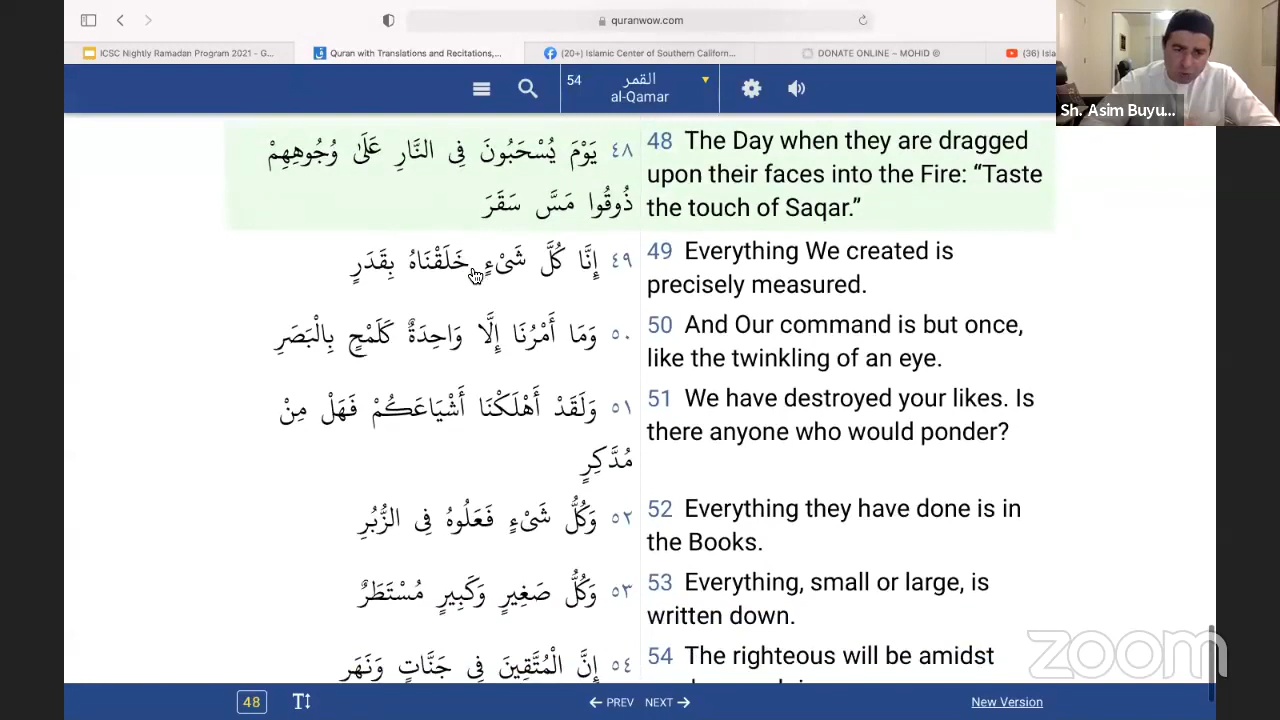 quranwow.com
ICSC Nightly Ramadan Program 2021 - G...
Quran with Translations and Recitations,...
(20+) Islamic Center of Southern Californ...
DONATE ONLINE – MOHID ®
(36) Isla
54
القمر
al-Qamar
Sh. Asim Buyu...
٤٨ يَوْمَ يُسْحَبُونَ فِى النَّارِ عَلَىٰ وُجُوهِهِمْ
ذُوقُوا مَسَّ سَقَرَ
48 The Day when they are dragged
upon their faces into the Fire: “Taste
the touch of Saqar.”
٤٩ إِنَّا كُلَّ شَىْءٍ خَلَقْنَاهُ بِقَدَرٍ
49 Everything We created is
precisely measured.
٥٠ وَمَا أَمْرُنَا إِلَّا وَاحِدَةٌ كَلَمْحٍ بِالْبَصَرِ
50 And Our command is but once,
like the twinkling of an eye.
٥١ وَلَقَدْ أَهْلَكْنَا أَشْيَاعَكُمْ فَهَلْ مِنْ
مُدَّكِرٍ
51 We have destroyed your likes. Is
there anyone who would ponder?
٥٢ وَكُلُّ شَىْءٍ فَعَلُوهُ فِى الزُّبُرِ
52 Everything they have done is in
the Books.
٥٣ وَكُلُّ صَغِيرٍ وَكَبِيرٍ مُسْتَطَرٌ
53 Everything, small or large, is
written down.
٥٤ إِنَّ الْمُتَّقِينَ فِى جَنَّاتٍ وَنَهَرٍ
54 The righteous will be amidst
zoom
48
PREV NEXT
New Version